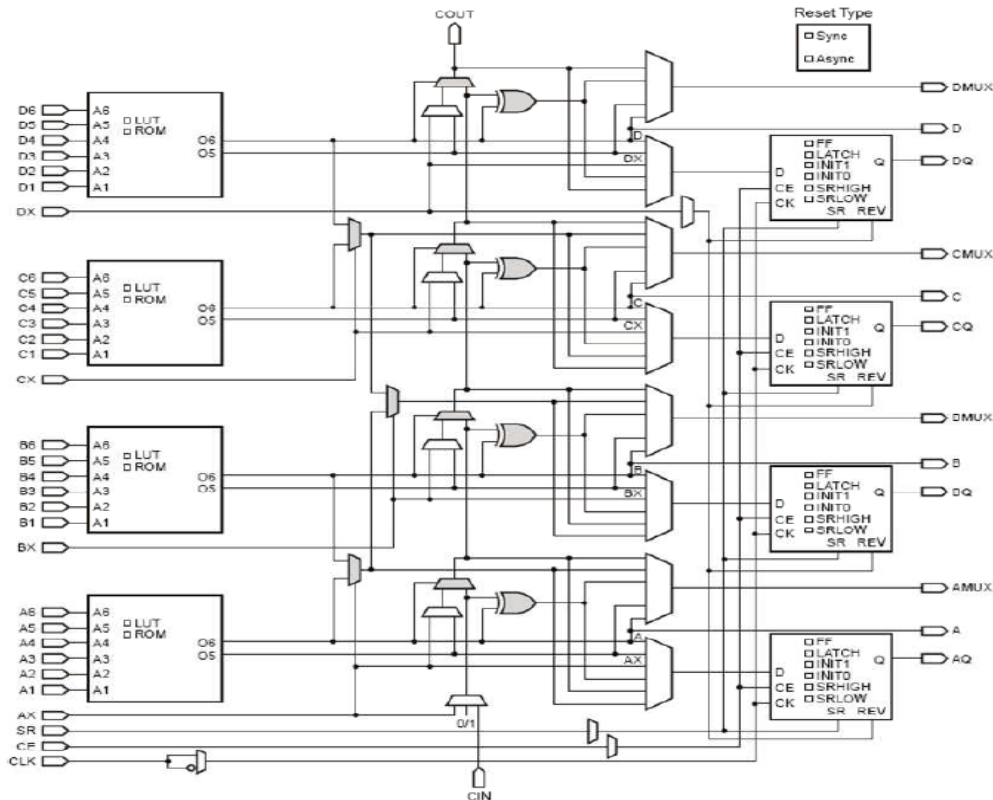 COUT
Reset Type
Sync
Async
D6 A6
D5 A5
D4 A4
D3 A3
D2 A2
D1 A1
LUT
ROM
O6
O5
DX
D
DX
DMUX
D
DQ
FF
LATCH
INIT1
INIT0
SRHIGH
SRLOW
D
CE
CK
Q
SR REV
C6 A6
C5 A5
C4 A4
C3 A3
C2 A2
C1 A1
LUT
ROM
O6
O5
CX
C
CX
CMUX
C
CQ
FF
LATCH
INIT1
INIT0
SRHIGH
SRLOW
D
CE
CK
Q
SR REV
B6 A6
B5 A5
B4 A4
B3 A3
B2 A2
B1 A1
LUT
ROM
O6
O5
BX
B
BX
BMUX
B
BQ
FF
LATCH
INIT1
INIT0
SRHIGH
SRLOW
D
CE
CK
Q
SR REV
A6 A6
A5 A5
A4 A4
A3 A3
A2 A2
A1 A1
LUT
ROM
O6
O5
A
AX
AMUX
A
AQ
FF
LATCH
INIT1
INIT0
SRHIGH
SRLOW
D
CE
CK
Q
SR REV
AX
0/1
SR
CE
CLK
CIN